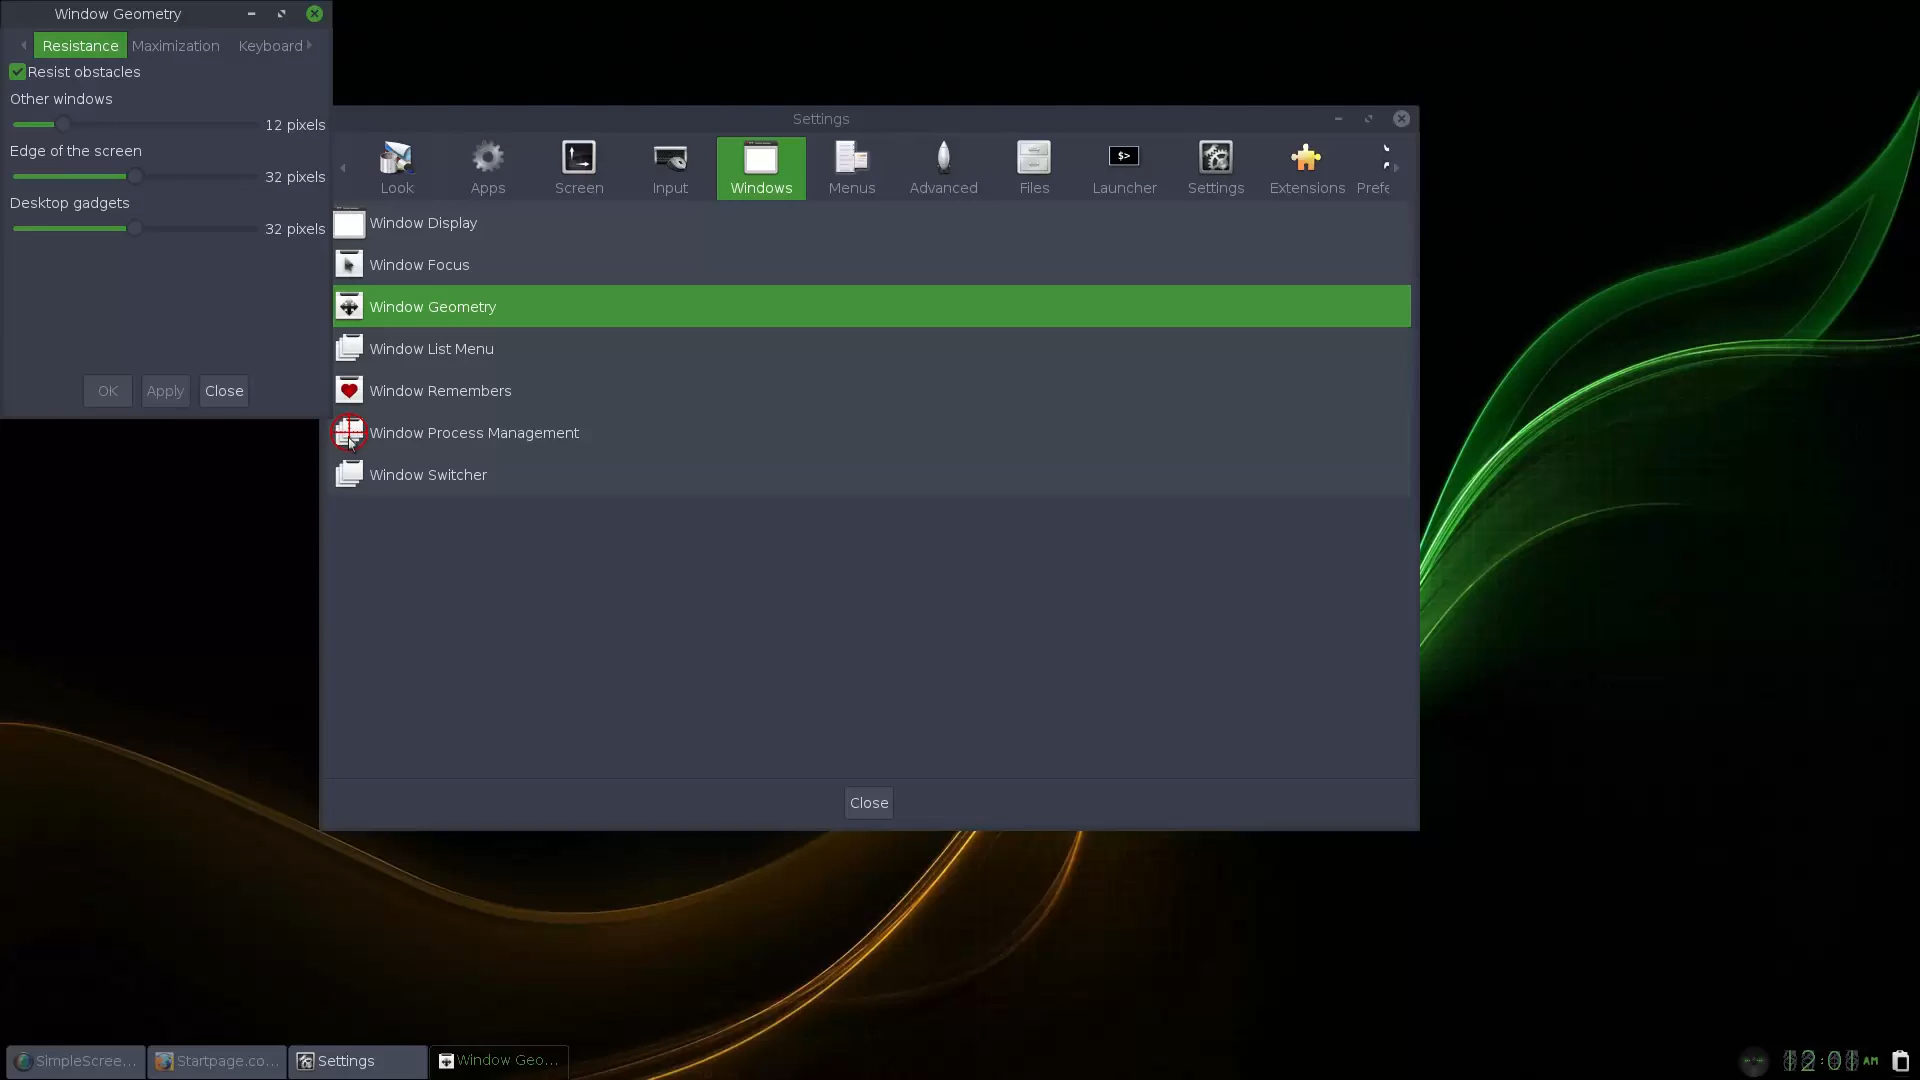 Window Geometry
Resistance Maximization Keyboard
Resist obstacles
Other windows
12 pixels
Edge of the screen
32 pixels
Desktop gadgets
32 pixels
OK Apply Close
Settings
Look Apps Screen Input Windows Menus Advanced Files Launcher Settings Extensions Prefe
$>
Window Display
Window Focus
Window Geometry
Window List Menu
Window Remembers
Window Process Management
Window Switcher
Close
SimpleScree... Startpage.co... Settings Window Geo...
12:01 AM